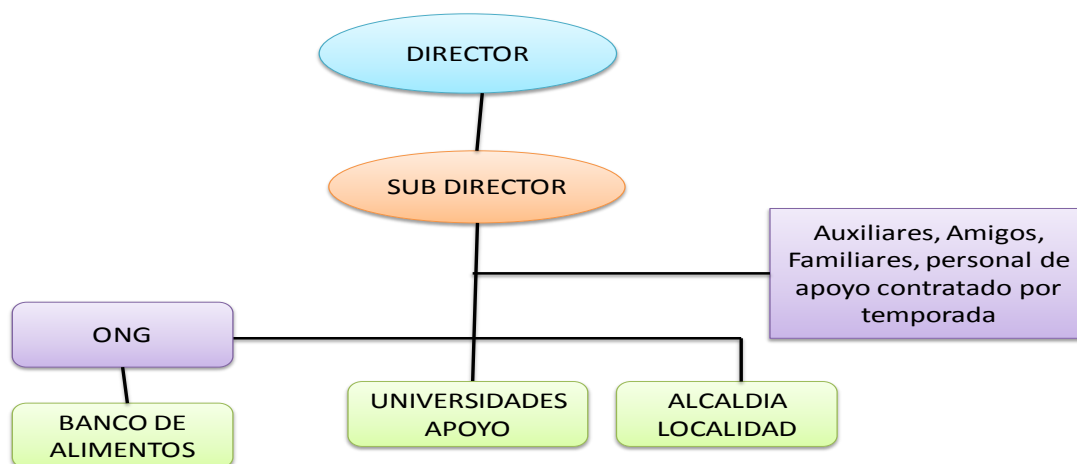 DIRECTOR
SUB DIRECTOR
Auxiliares, Amigos,
Familiares, personal de
apoyo contratado por
temporada
ONG
BANCO DE
ALIMENTOS
UNIVERSIDADES
APOYO
ALCALDIA
LOCALIDAD